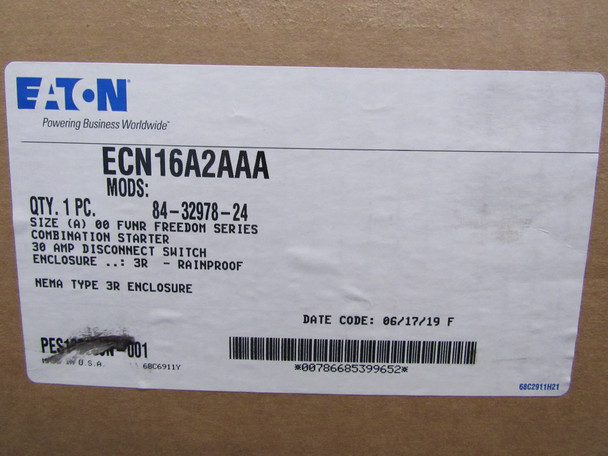 EATON
Powering Business Worldwide™
ECN16A2AAA
MODS:
QTY. 1 PC. 84-32978-24
SIZE (A) 00 FVNR FREEDOM SERIES
COMBINATION STARTER
30 AMP DISCONNECT SWITCH
ENCLOSURE ..: 3R - RAINPROOF
NEMA TYPE 3R ENCLOSURE
DATE CODE: 06/17/19 F
-001
IN U.S.A. 68C6911Y
*00786685399652*
68C2911H21